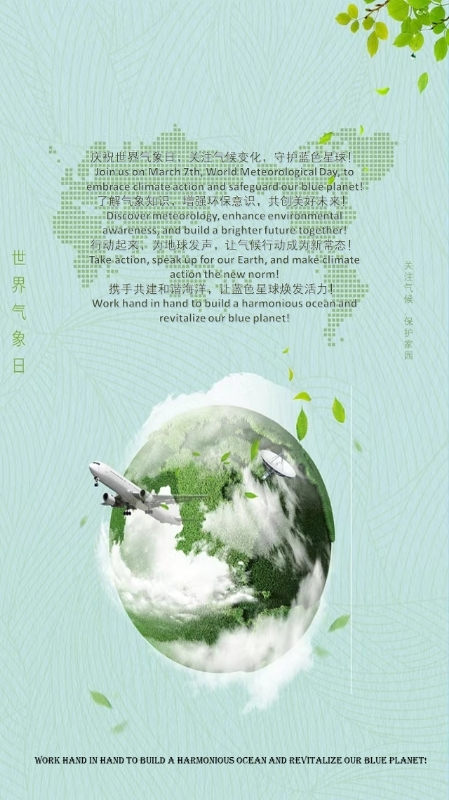 庆祝世界气象日，关注气候变化，守护蓝色星球！
Join us on March 7th, World Meteorological Day, to
embrace climate action and safeguard our blue planet!
了解气象知识，增强环保意识，共创美好未来！
Discover meteorology, enhance environmental
awareness, and build a brighter future together!
行动起来，为地球发声，让气候行动成为新常态！
Take action, speak up for our Earth, and make climate
action the new norm!
携手共建和谐海洋，让蓝色星球焕发活力！
Work hand in hand to build a harmonious ocean and
revitalize our blue planet!
世界气象日
关注气候 保护家园
WORK HAND IN HAND TO BUILD A HARMONIOUS OCEAN AND REVITALIZE OUR BLUE PLANET!